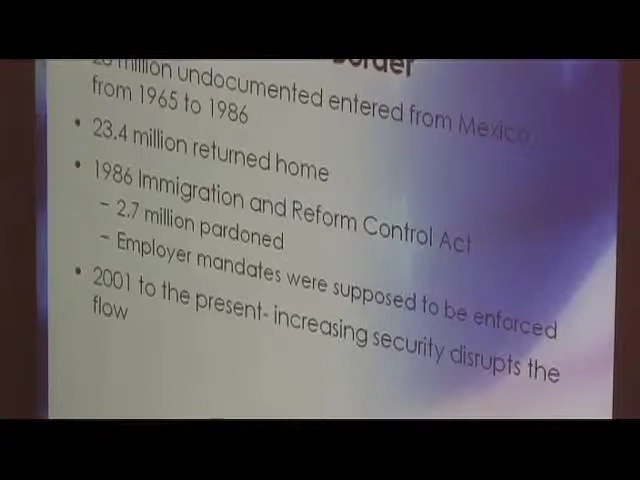 Border
million undocumented entered from Mexico
from 1965 to 1986
• 23.4 million returned home
• 1986 Immigration and Reform Control Act
– 2.7 million pardoned
– Employer mandates were supposed to be enforced
• 2001 to the present- increasing security disrupts the
flow